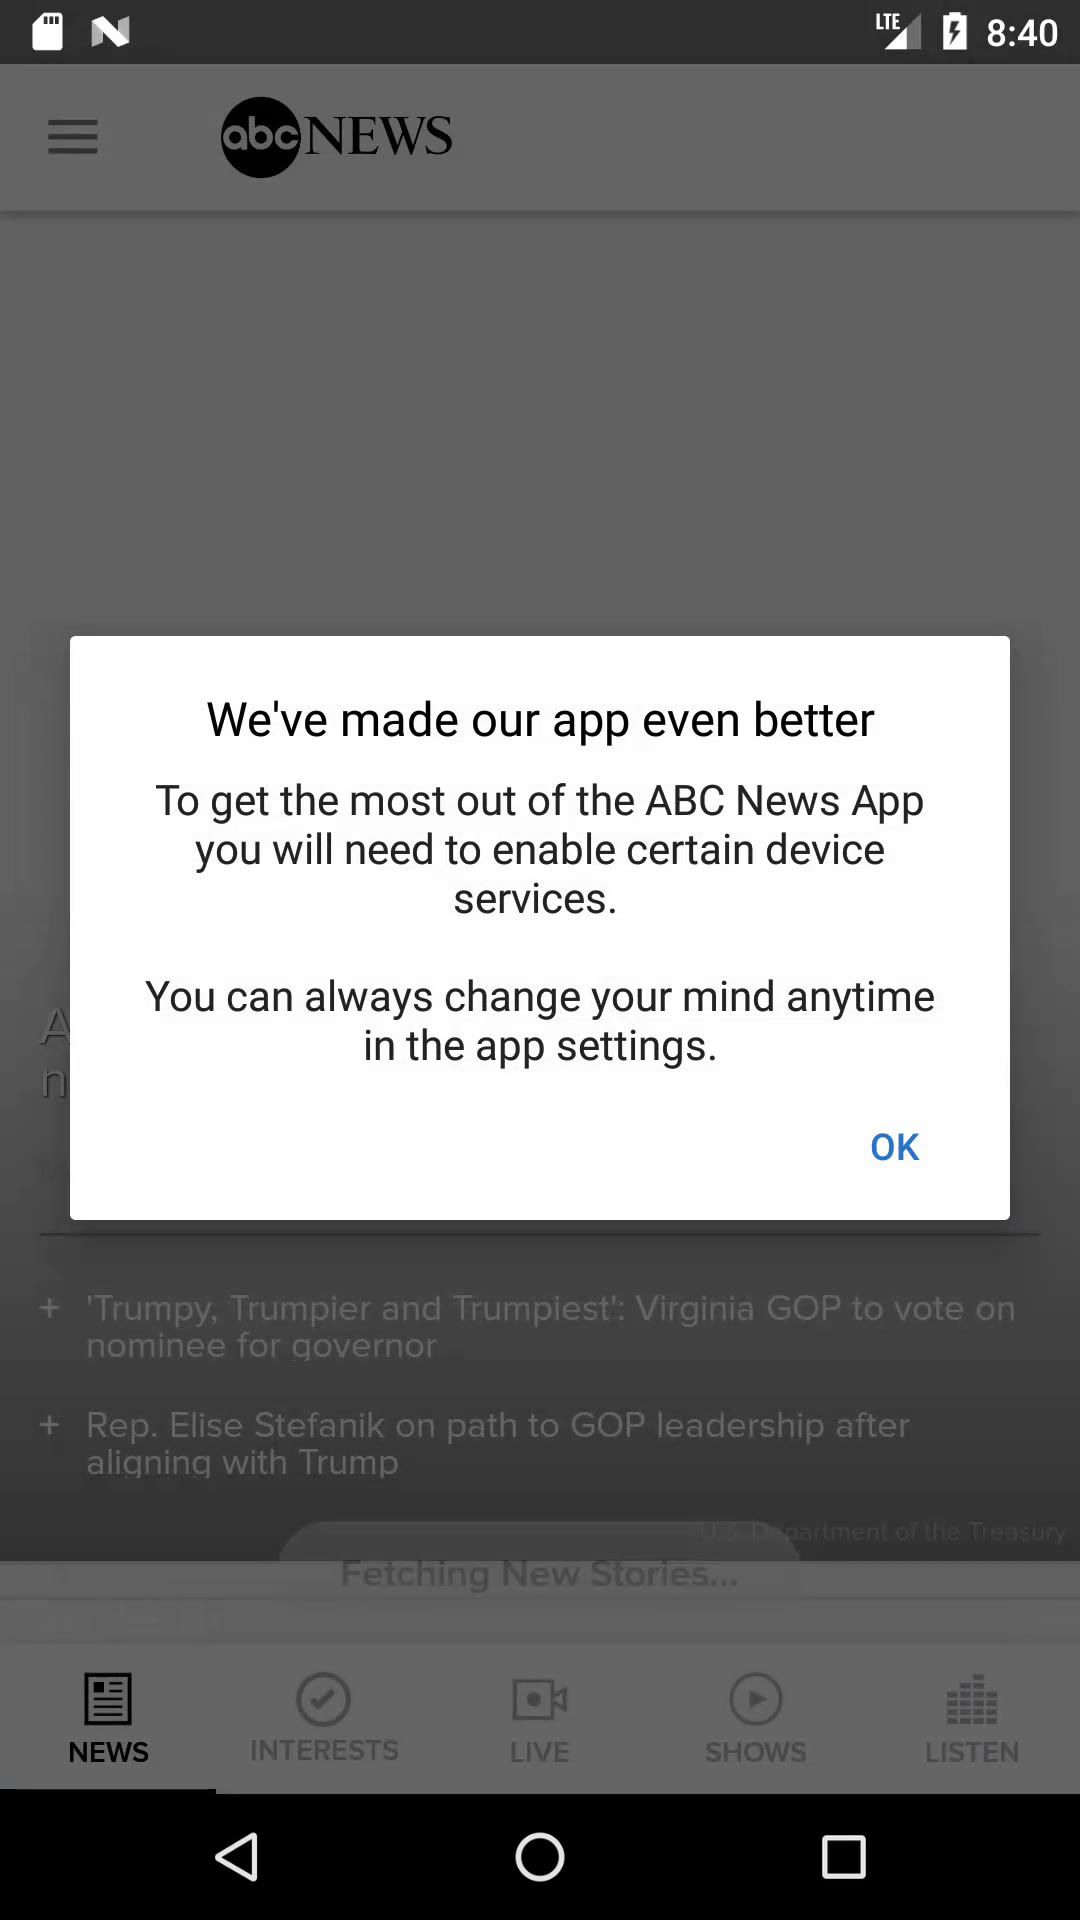 LTE 8:40
abc NEWS
We've made our app even better
To get the most out of the ABC News App
you will need to enable certain device
services.
You can always change your mind anytime
in the app settings.
A
n
OK
+ 'Trumpy, Trumpier and Trumpiest': Virginia GOP to vote on
nominee for governor
+ Rep. Elise Stefanik on path to GOP leadership after
aligning with Trump
U.S. Department of the Treasury
Fetching New Stories...
NEWS INTERESTS LIVE SHOWS LISTEN